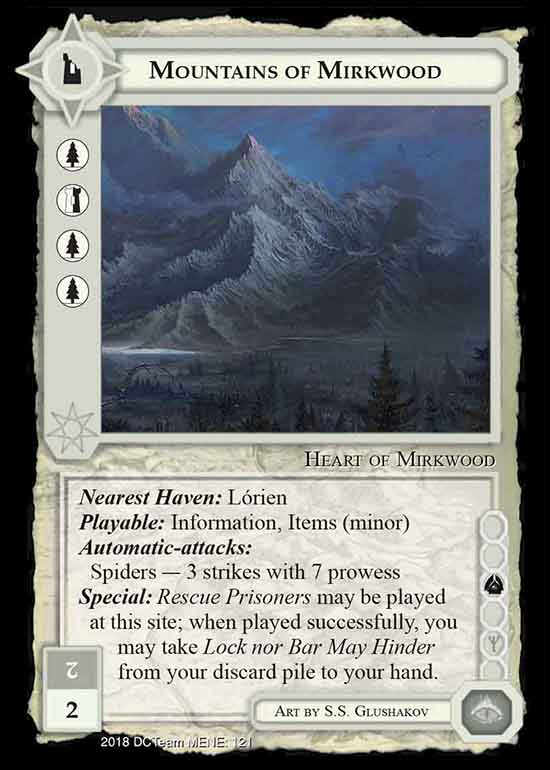 Mountains of Mirkwood
Heart of Mirkwood
Nearest Haven: Lórien
Playable: Information, Items (minor)
Automatic-attacks:
Spiders — 3 strikes with 7 prowess
Special: Rescue Prisoners may be played
at this site; when played successfully, you
may take Lock nor Bar May Hinder
from your discard pile to your hand.
2
2
Art by S.S. Glushakov
2018 DCTeam MENE: 121